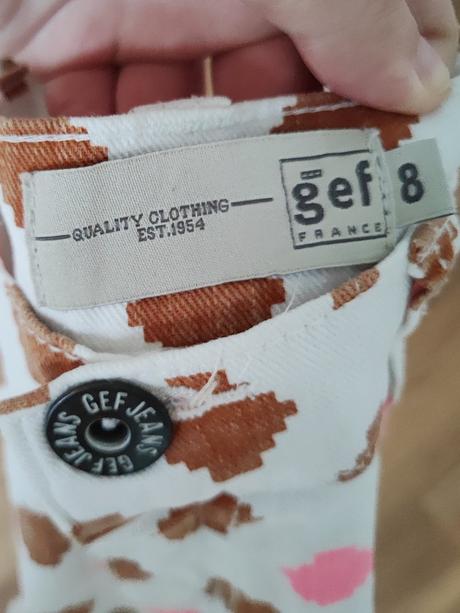 QUALITY CLOTHING
EST.1954
gef
FRANCE
8
GEF JEANS
GEF JEANS